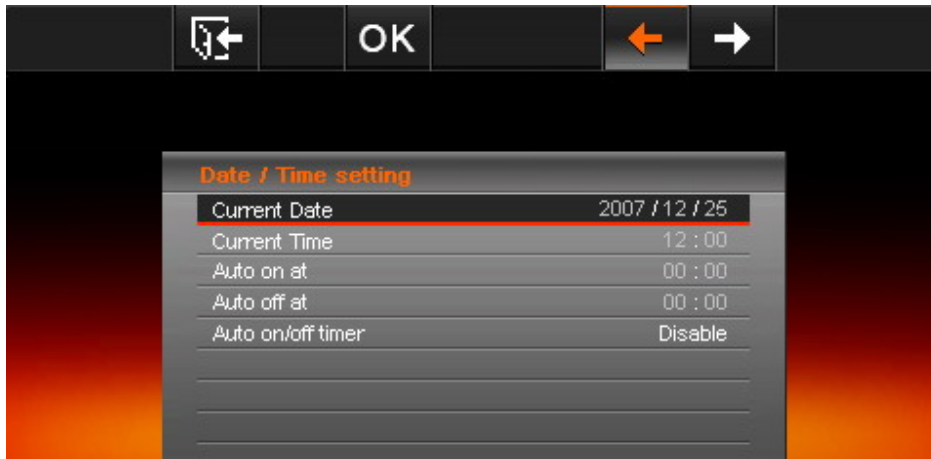 OK
Date / Time setting
Current Date 2007 / 12 / 25
Current Time 12 : 00
Auto on at 00 : 00
Auto off at 00 : 00
Auto on/off timer Disable